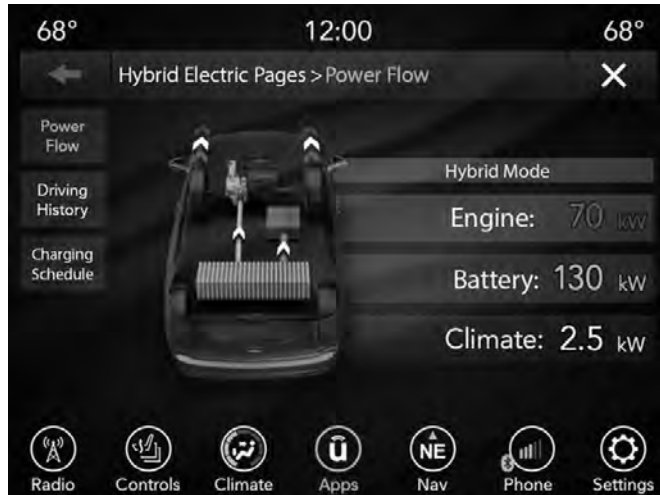 68° 12:00 68°
Hybrid Electric Pages > Power Flow
Power
Flow
Driving
History
Charging
Schedule
Hybrid Mode
Engine: 70 kW
Battery: 130 kW
Climate: 2.5 kW
NE
Radio Controls Climate Apps Nav Phone Settings